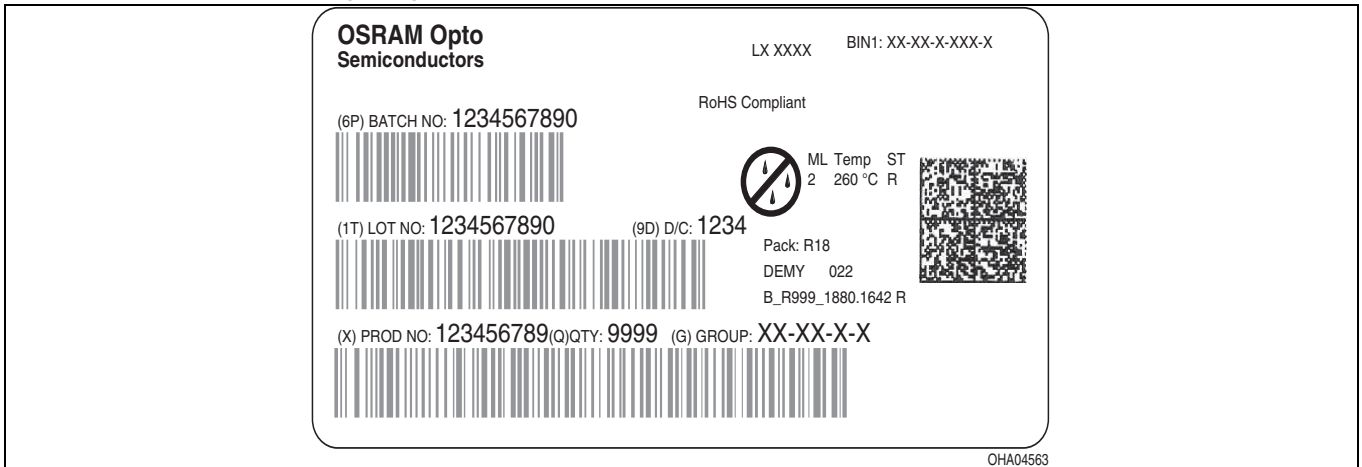 OSRAM Opto
Semiconductors
LX XXXX
BIN1: XX-XX-X-XXX-X
RoHS Compliant
(6P) BATCH NO: 1234567890
ML Temp ST
2 260 °C R
(1T) LOT NO: 1234567890 (9D) D/C: 1234
Pack: R18
DEMY 022
B_R999_1880.1642 R
(X) PROD NO: 123456789(Q)QTY: 9999 (G) GROUP: XX-XX-X-X
OHA04563